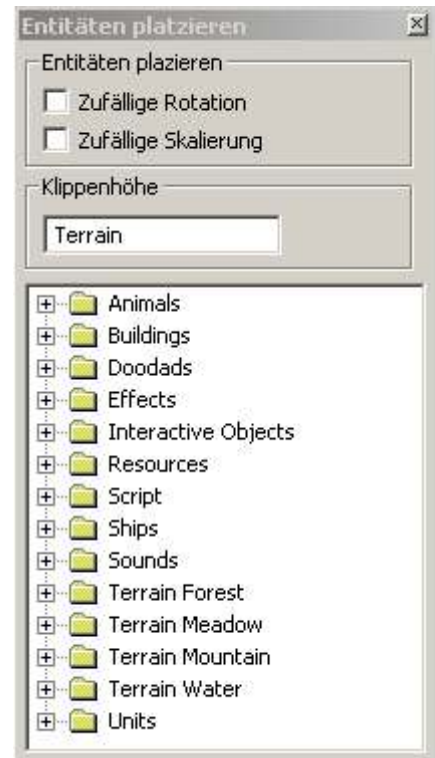 Entitäten platzieren
Entitäten plazieren
Zufällige Rotation
Zufällige Skalierung
Klippenhöhe
Terrain
Animals
Buildings
Doodads
Effects
Interactive Objects
Resources
Script
Ships
Sounds
Terrain Forest
Terrain Meadow
Terrain Mountain
Terrain Water
Units